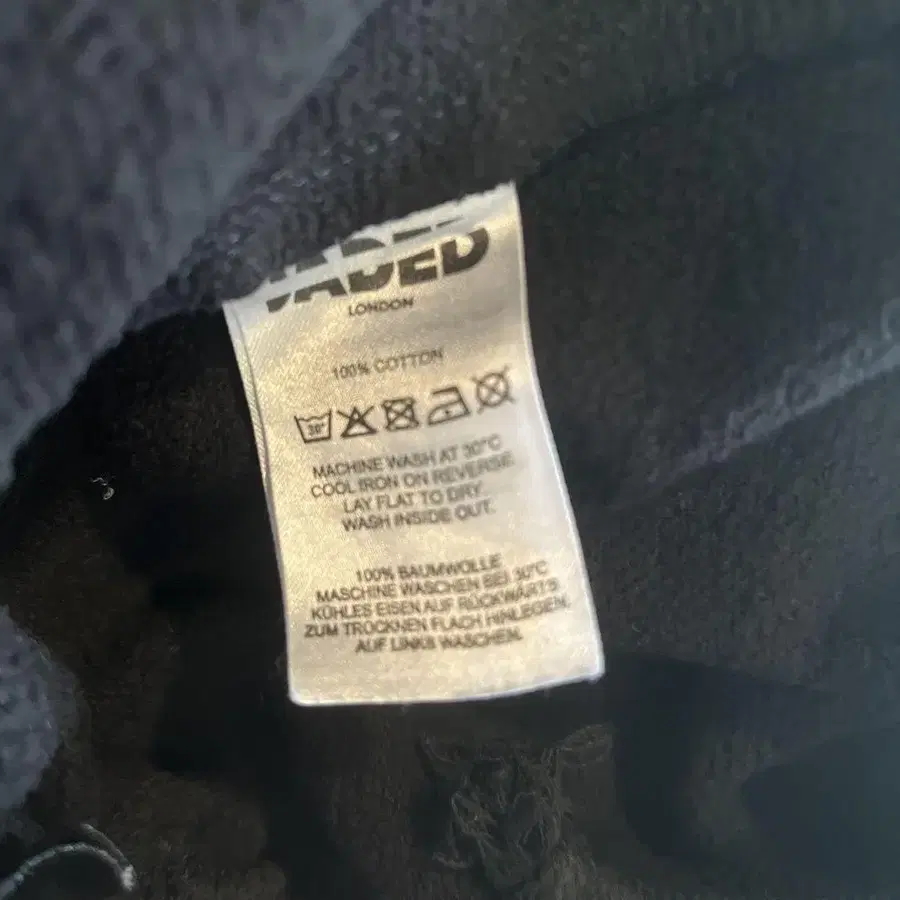 JADED
LONDON
100% COTTON
30°
MACHINE WASH AT 30°C
COOL IRON ON REVERSE.
LAY FLAT TO DRY.
WASH INSIDE OUT.
100% BAUMWOLLE
MASCHINE WASCHEN BEI 30°C
KÜHLES EISEN AUF RÜCKWÄRTS.
ZUM TROCKNEN FLACH HINLEGEN.
AUF LINKS WASCHEN.